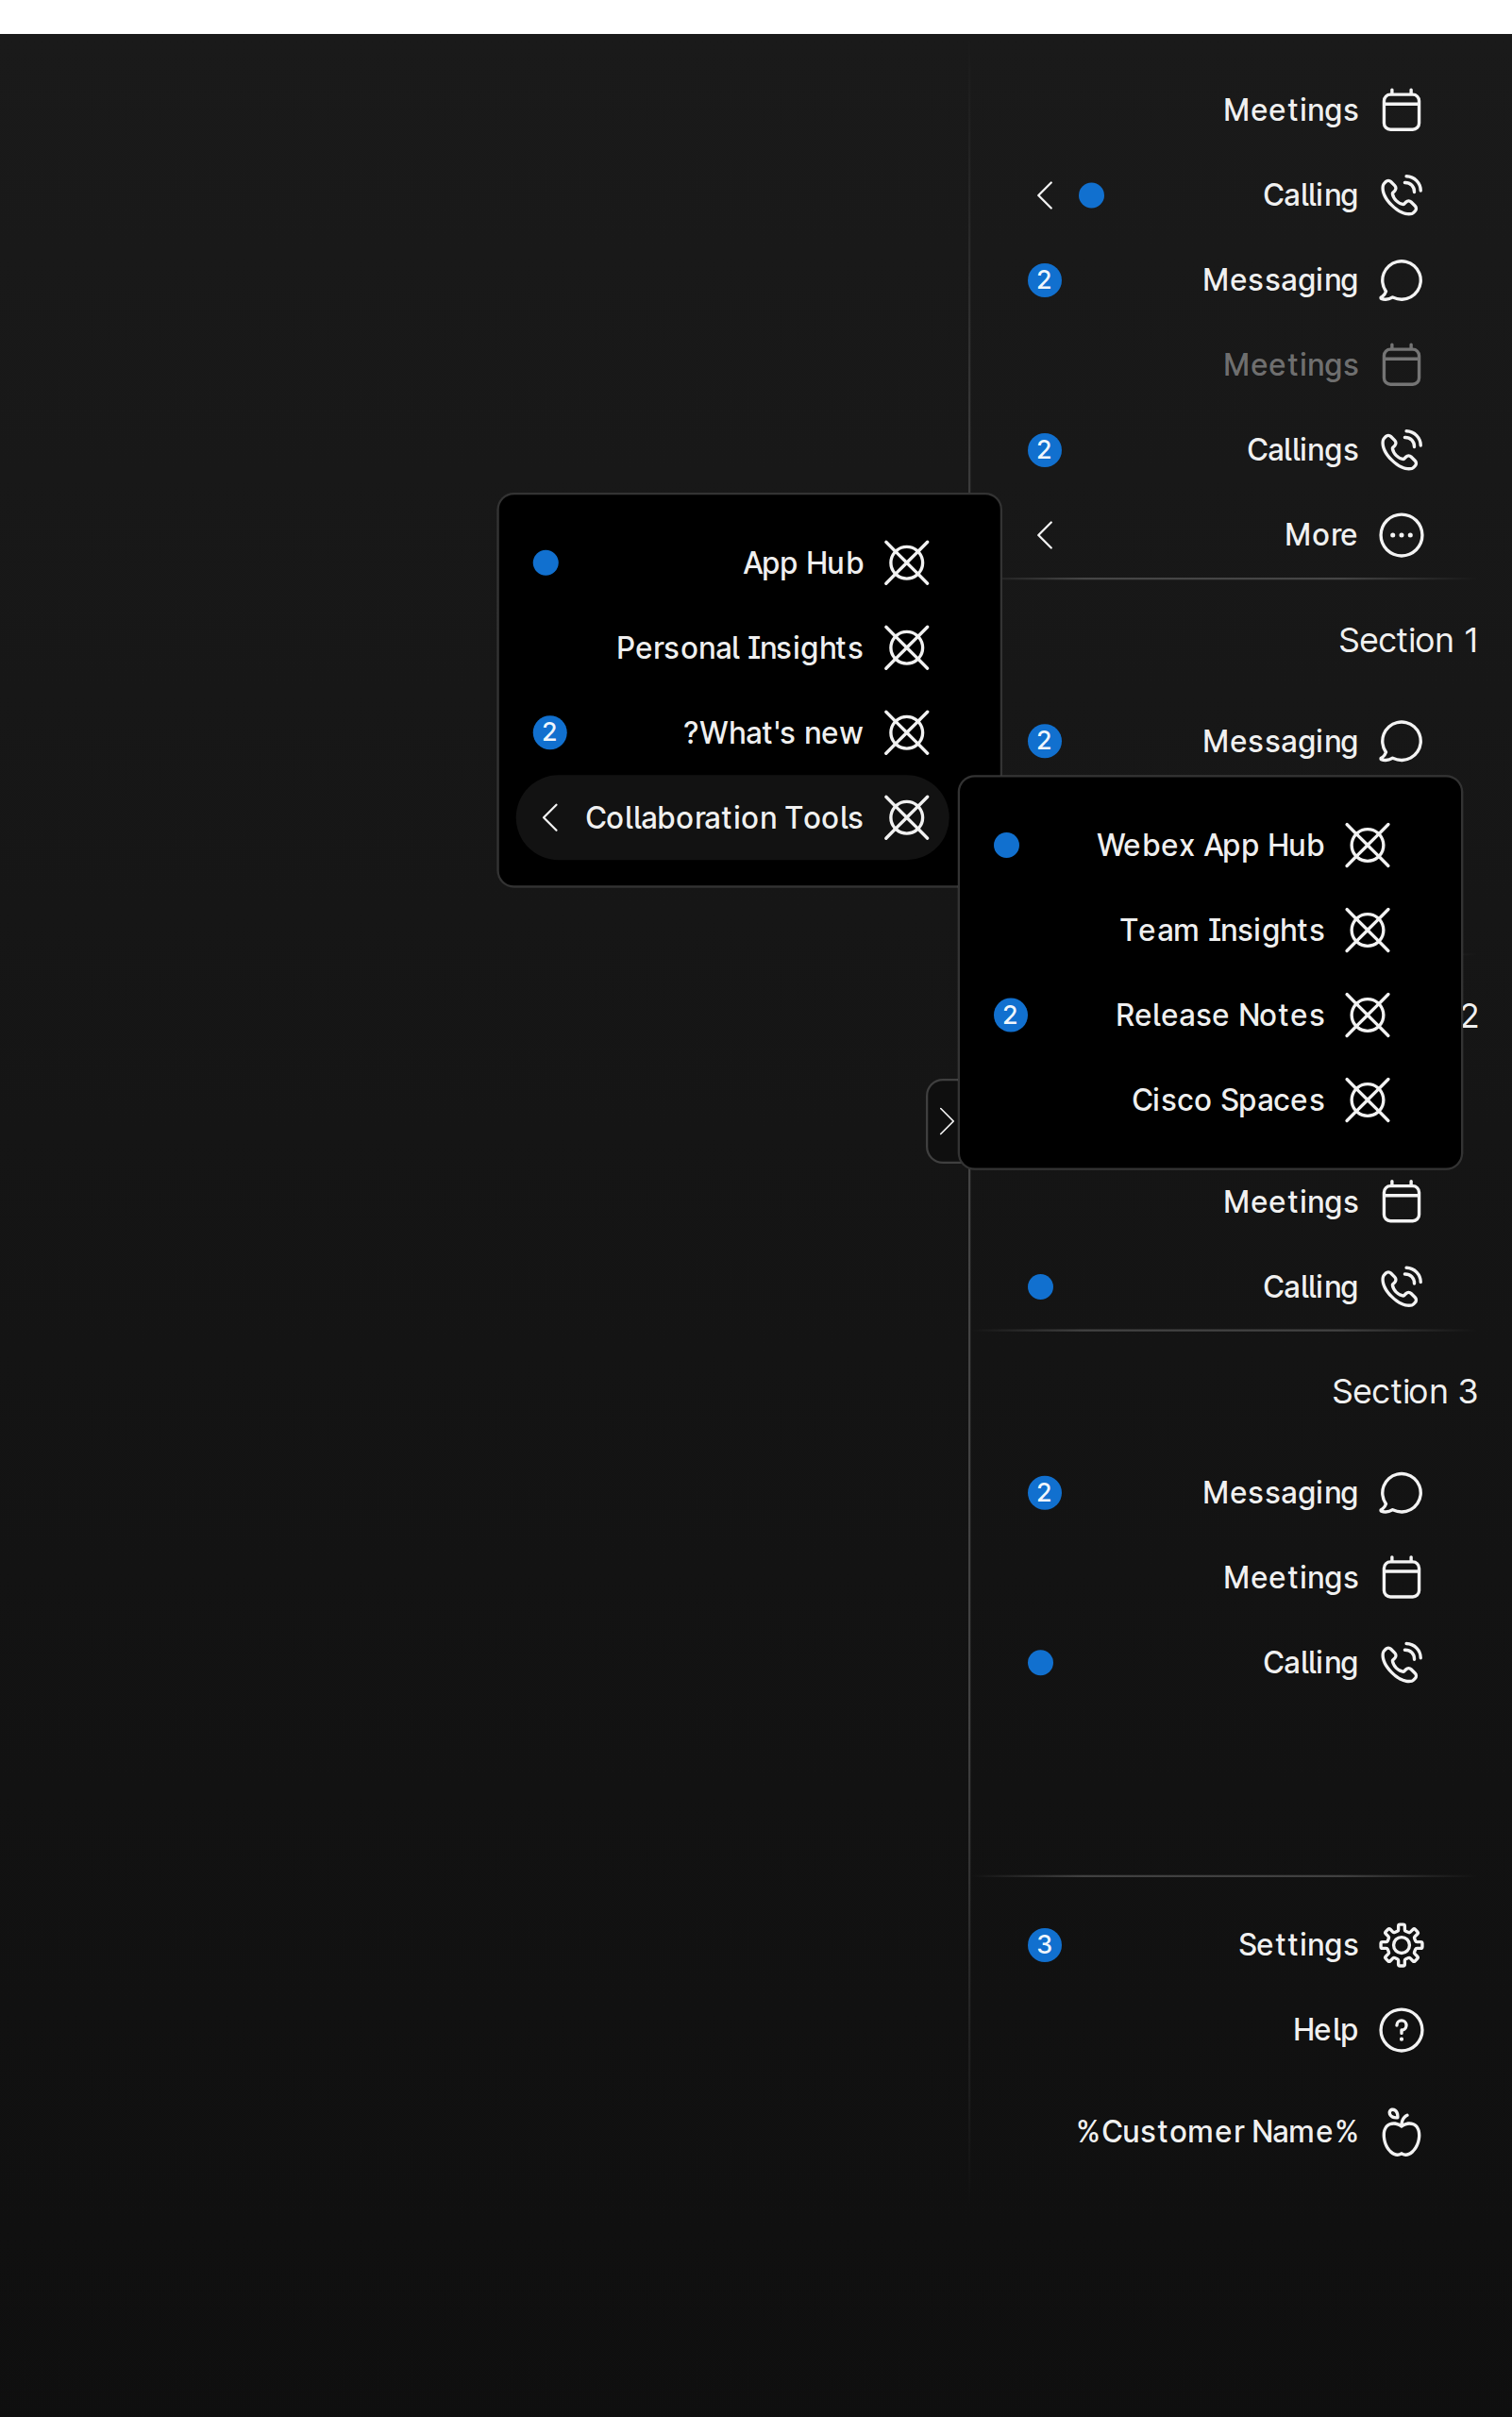 Meetings
Calling
2 Messaging
Meetings
2 Callings
More
App Hub
Personal Insights
2 ?What's new
Collaboration Tools
Section 1
2 Messaging
Webex App Hub
Team Insights
2 Release Notes
Cisco Spaces
2
Meetings
Calling
Section 3
2 Messaging
Meetings
Calling
3 Settings
Help
%Customer Name%